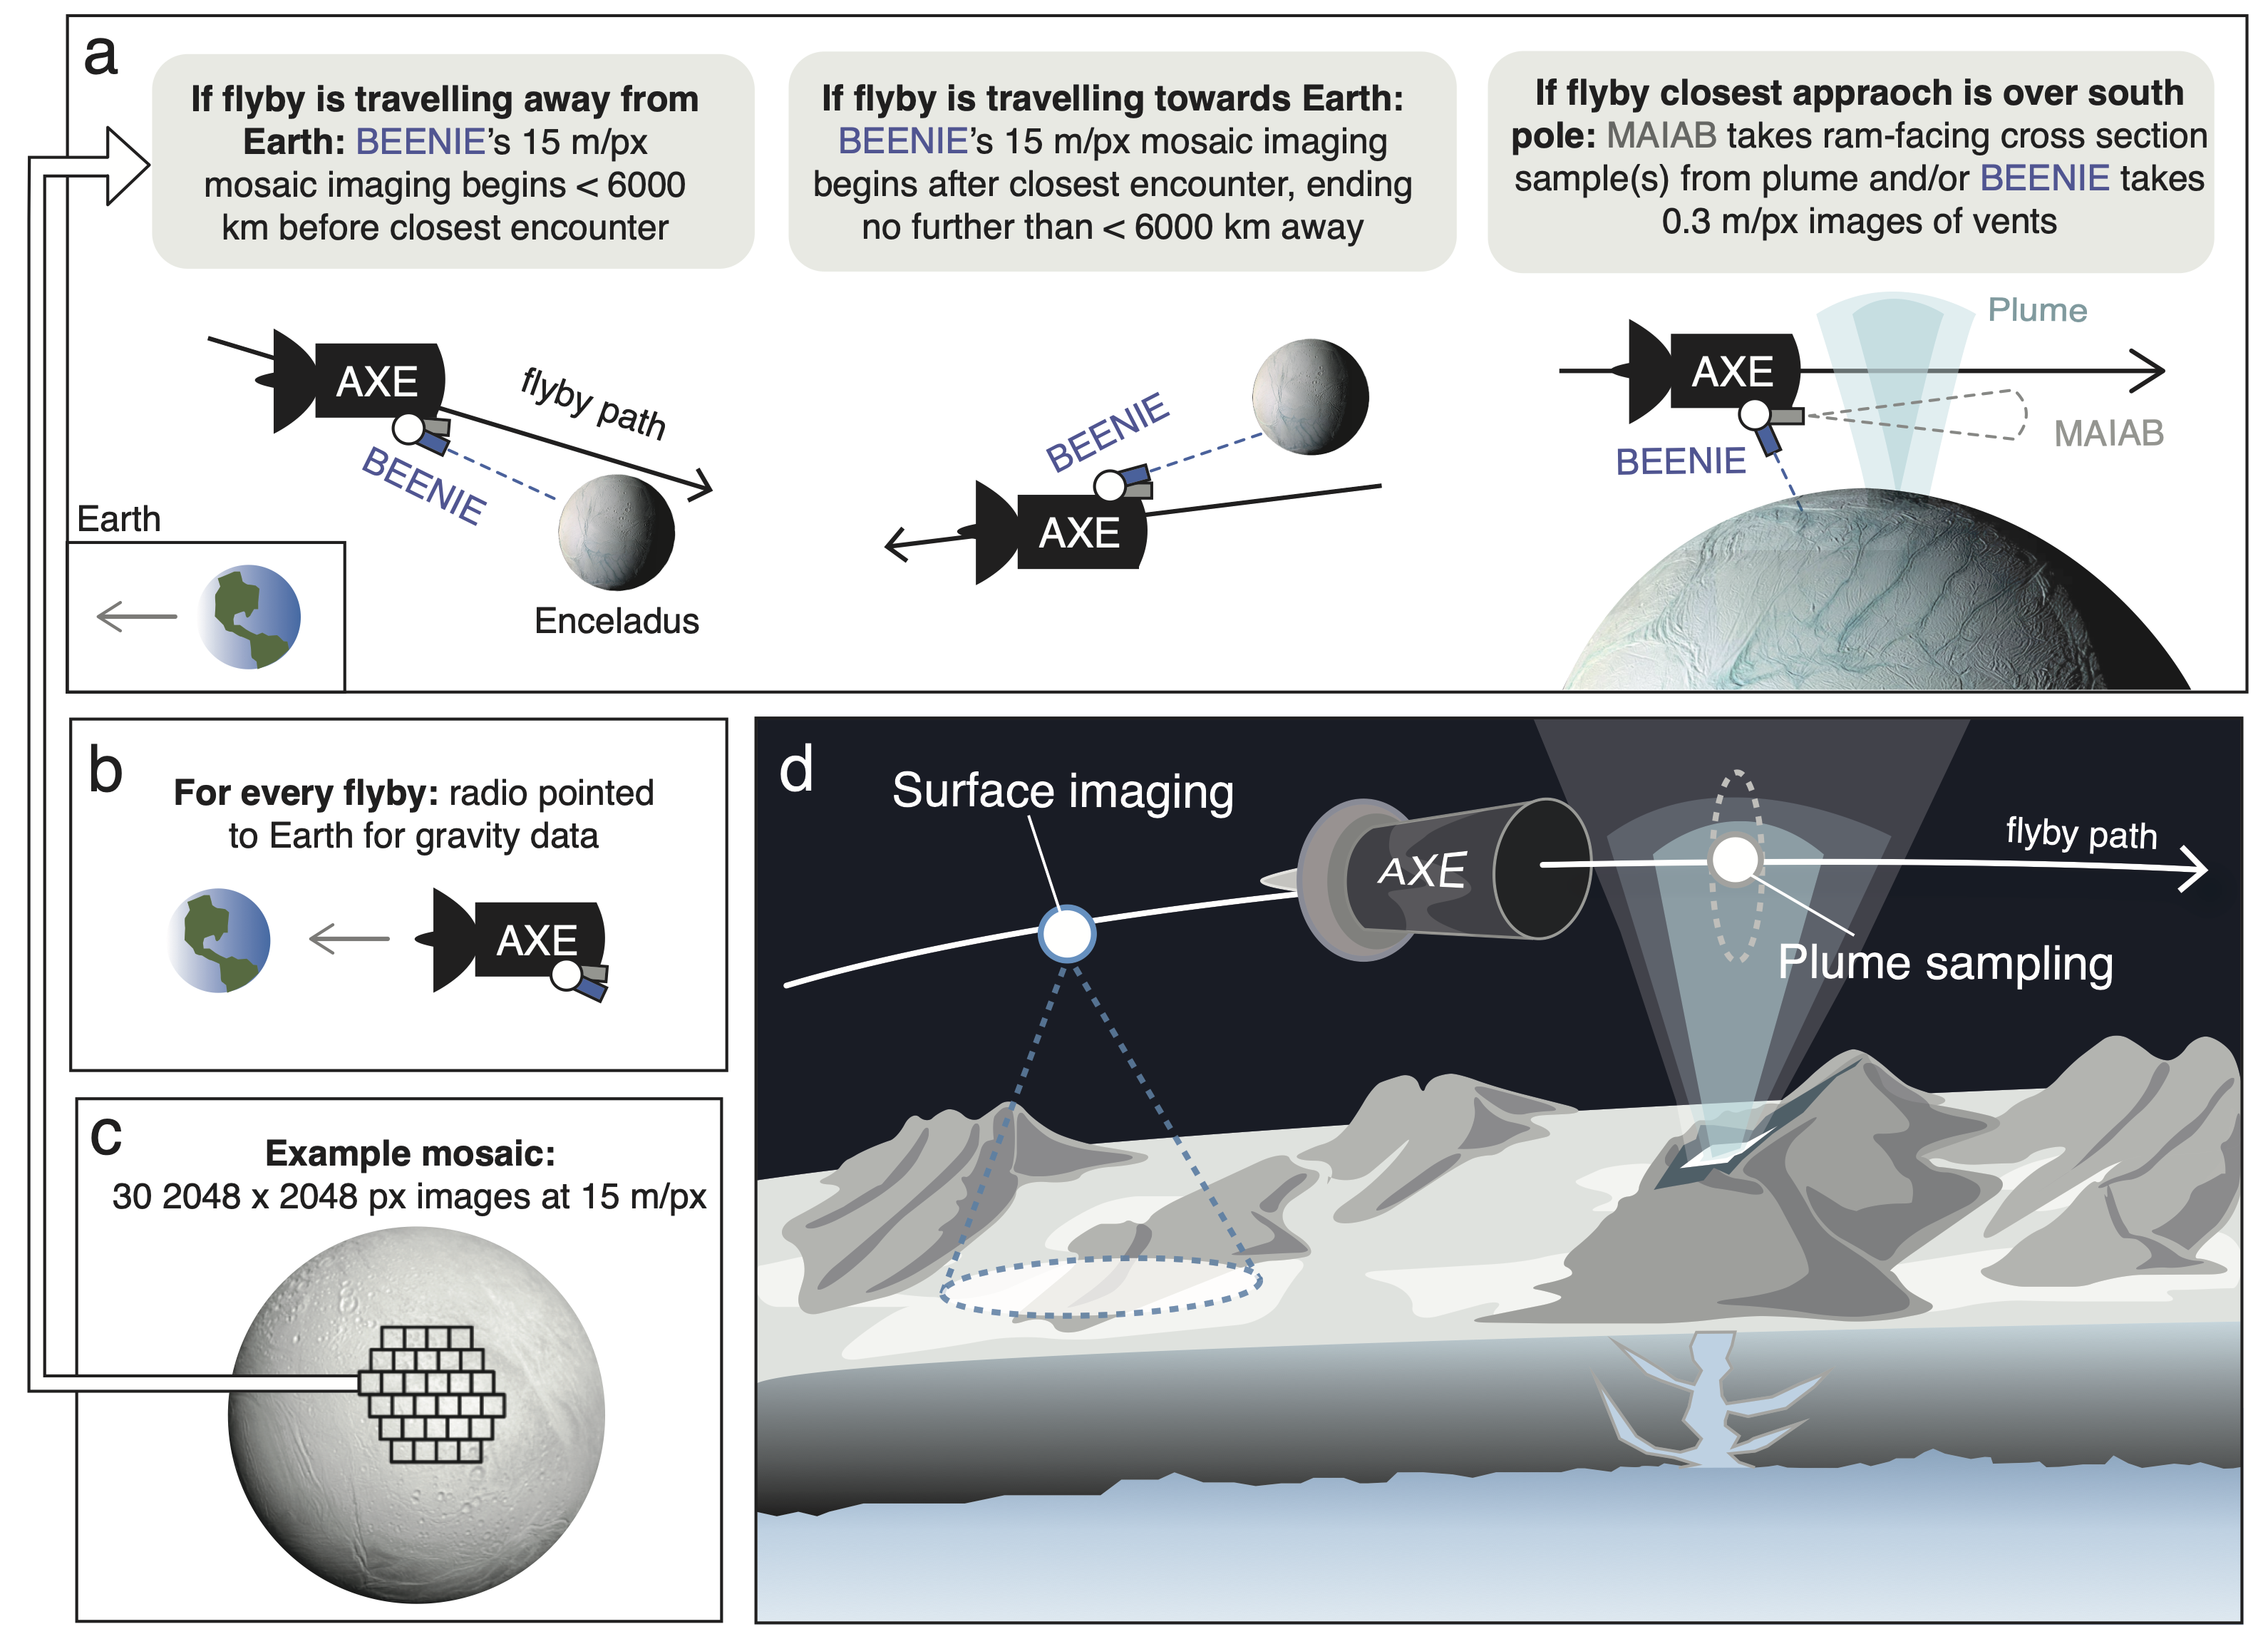 a
If flyby is travelling away from
Earth: BEENIE's 15 m/px
mosaic imaging begins < 6000
km before closest encounter
If flyby is travelling towards Earth:
BEENIE's 15 m/px mosaic imaging
begins after closest encounter, ending
no further than < 6000 km away
If flyby closest appraoch is over south
pole: MAIAB takes ram-facing cross section
sample(s) from plume and/or BEENIE takes
0.3 m/px images of vents
AXE
flyby path
BEENIE
Enceladus
Earth
BEENIE
AXE
Plume
AXE
MAIAB
BEENIE
b
For every flyby: radio pointed
to Earth for gravity data
AXE
c
Example mosaic:
30 2048 x 2048 px images at 15 m/px
d
Surface imaging
AXE
flyby path
Plume sampling